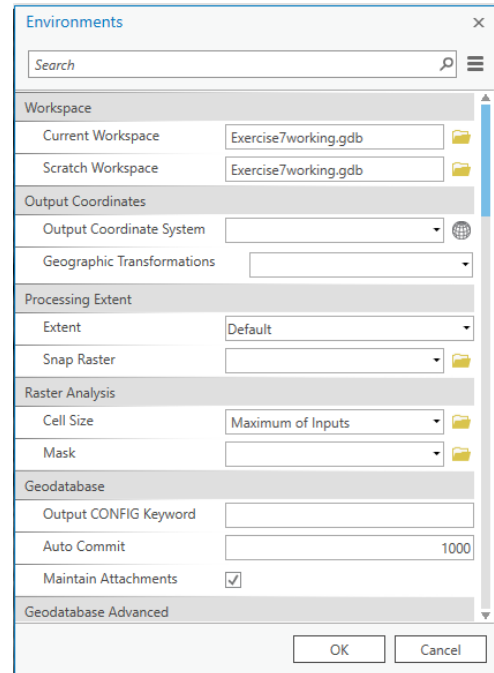 Environments
Search
Workspace
Current Workspace Exercise7working.gdb
Scratch Workspace Exercise7working.gdb
Output Coordinates
Output Coordinate System
Geographic Transformations
Processing Extent
Extent Default
Snap Raster
Raster Analysis
Cell Size Maximum of Inputs
Mask
Geodatabase
Output CONFIG Keyword
Auto Commit 1000
Maintain Attachments
Geodatabase Advanced
OK Cancel